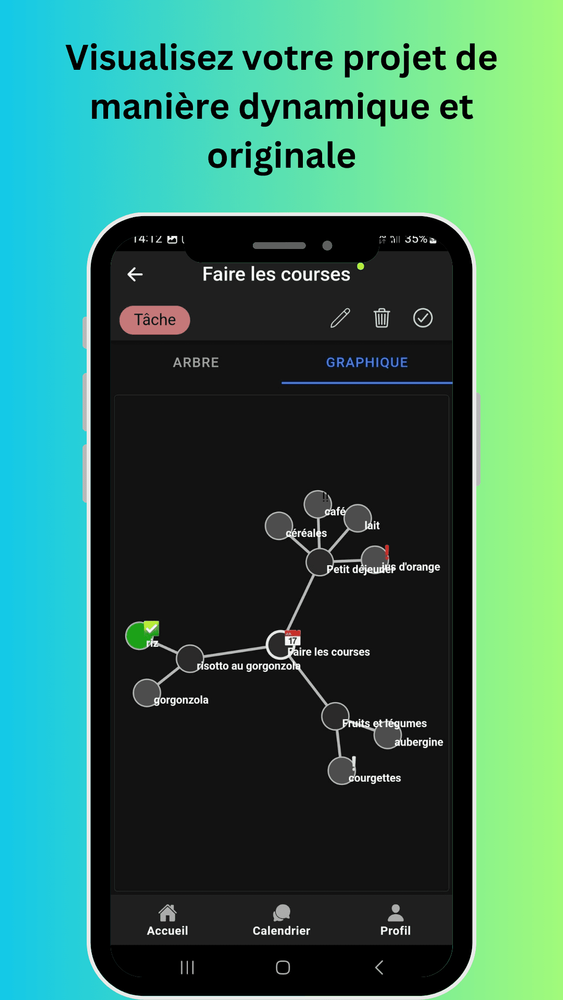 Visualisez votre projet de
manière dynamique et
originale
14:12
35%
Faire les courses
Tâche
ARBRE
GRAPHIQUE
café
lait
céréales
Petit déjeuner
jus d'orange
riz
17
Faire les courses
risotto au gorgonzola
gorgonzola
Fruits et légumes
aubergine
courgettes
Accueil
Calendrier
Profil